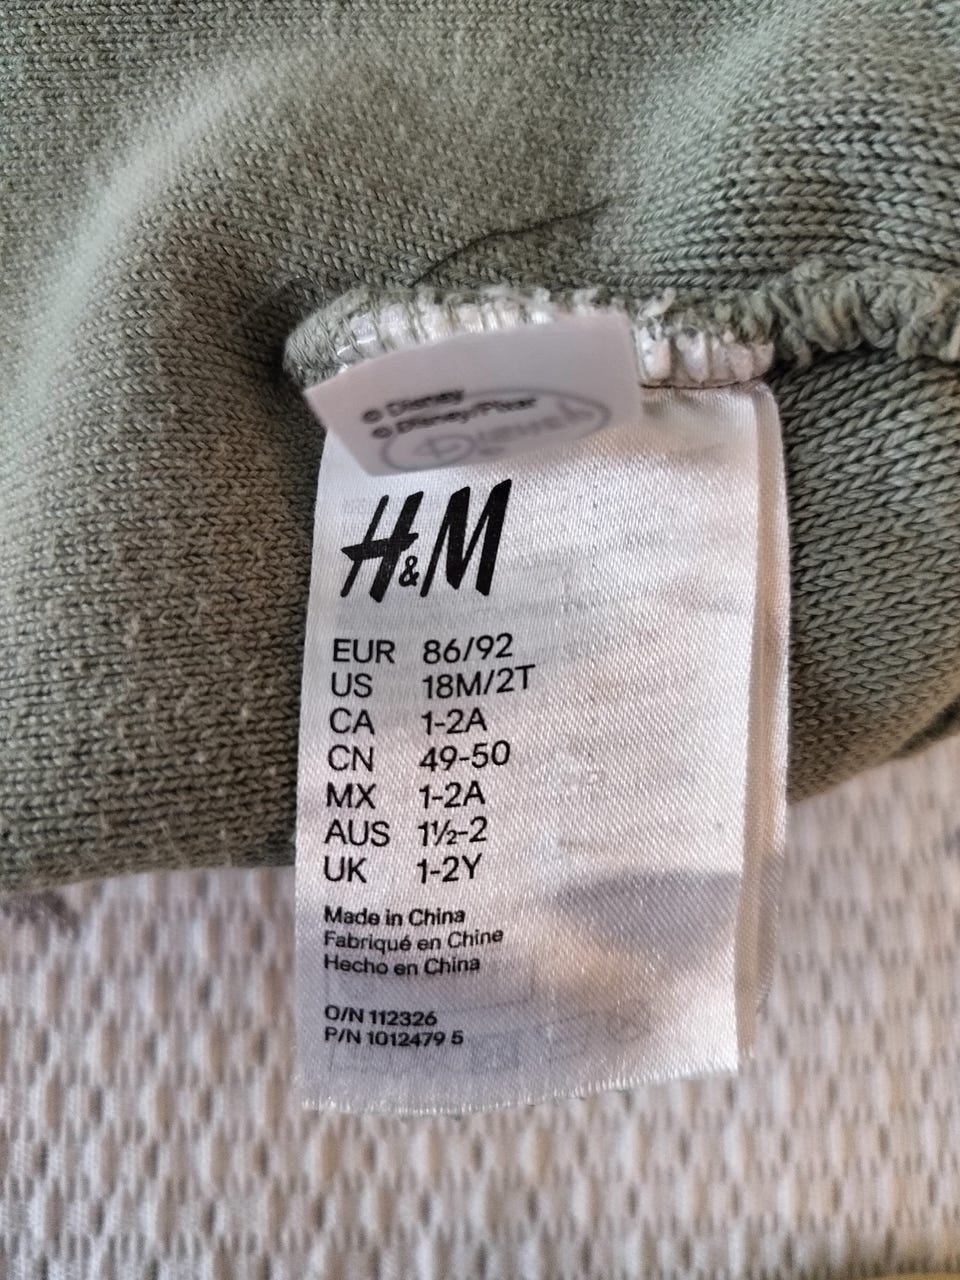 © Disney
© Disney/Pixar
H&M
EUR 86/92
US 18M/2T
CA 1-2A
CN 49-50
MX 1-2A
AUS 1½-2
UK 1-2Y
Made in China
Fabriqué en Chine
Hecho en China
O/N 112326
P/N 1012479 5